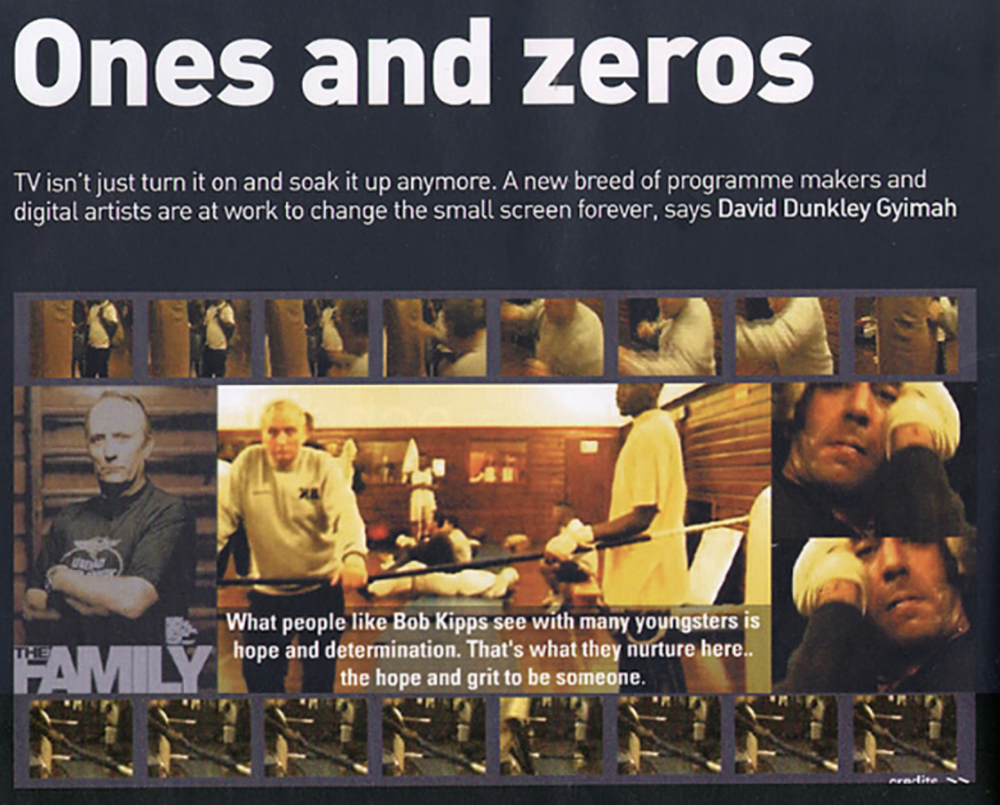 Ones and zeros
TV isn't just turn it on and soak it up anymore. A new breed of programme makers and
digital artists are at work to change the small screen forever, says David Dunkley Gyimah
THE
FAMILY
What people like Bob Kipps see with many youngsters is
hope and determination. That's what they nurture here..
the hope and grit to be someone.
credits >>